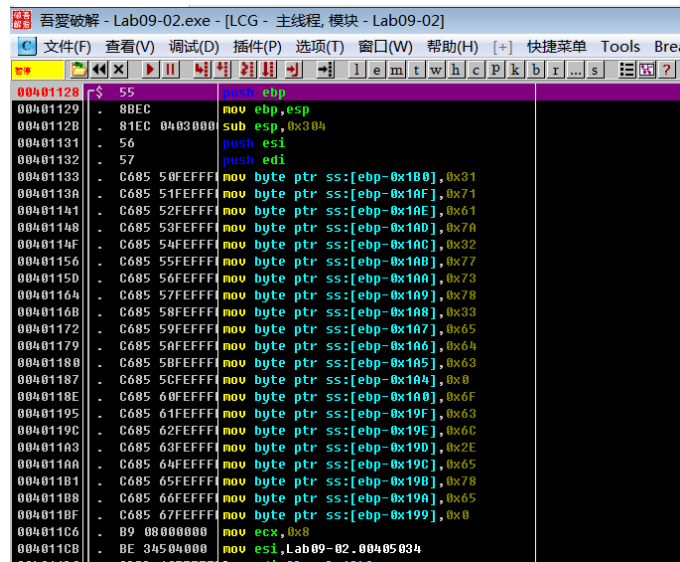 吾爱破解 - Lab09-02.exe - [LCG - 主线程, 模块 - Lab09-02]
C 文件(F) 查看(V) 调试(D) 插件(P) 选项(T) 窗口(W) 帮助(H) [+] 快捷菜单 Tools Brea
暂停 l e m t w h c P k b r ... s ?
00401128 $ 55 push ebp
00401129 . 8BEC mov ebp,esp
0040112B . 81EC 0403000 sub esp,0x304
00401131 . 56 push esi
00401132 . 57 push edi
00401133 . C685 50FEFFF mov byte ptr ss:[ebp-0x1B0],0x31
0040113A . C685 51FEFFF mov byte ptr ss:[ebp-0x1AF],0x71
00401141 . C685 52FEFFF mov byte ptr ss:[ebp-0x1AE],0x61
00401148 . C685 53FEFFF mov byte ptr ss:[ebp-0x1AD],0x7A
0040114F . C685 54FEFFF mov byte ptr ss:[ebp-0x1AC],0x32
00401156 . C685 55FEFFF mov byte ptr ss:[ebp-0x1AB],0x77
0040115D . C685 56FEFFF mov byte ptr ss:[ebp-0x1AA],0x73
00401164 . C685 57FEFFF mov byte ptr ss:[ebp-0x1A9],0x78
0040116B . C685 58FEFFF mov byte ptr ss:[ebp-0x1A8],0x33
00401172 . C685 59FEFFF mov byte ptr ss:[ebp-0x1A7],0x65
00401179 . C685 5AFEFFF mov byte ptr ss:[ebp-0x1A6],0x64
00401180 . C685 5BFEFFF mov byte ptr ss:[ebp-0x1A5],0x63
00401187 . C685 5CFEFFF mov byte ptr ss:[ebp-0x1A4],0x0
0040118E . C685 60FEFFF mov byte ptr ss:[ebp-0x1A0],0x6F
00401195 . C685 61FEFFF mov byte ptr ss:[ebp-0x19F],0x63
0040119C . C685 62FEFFF mov byte ptr ss:[ebp-0x19E],0x6C
004011A3 . C685 63FEFFF mov byte ptr ss:[ebp-0x19D],0x2E
004011AA . C685 64FEFFF mov byte ptr ss:[ebp-0x19C],0x65
004011B1 . C685 65FEFFF mov byte ptr ss:[ebp-0x19B],0x78
004011B8 . C685 66FEFFF mov byte ptr ss:[ebp-0x19A],0x65
004011BF . C685 67FEFFF mov byte ptr ss:[ebp-0x199],0x0
004011C6 . B9 08000000 mov ecx,0x8
004011CB . BE 34504000 mov esi,Lab09-02.00405034